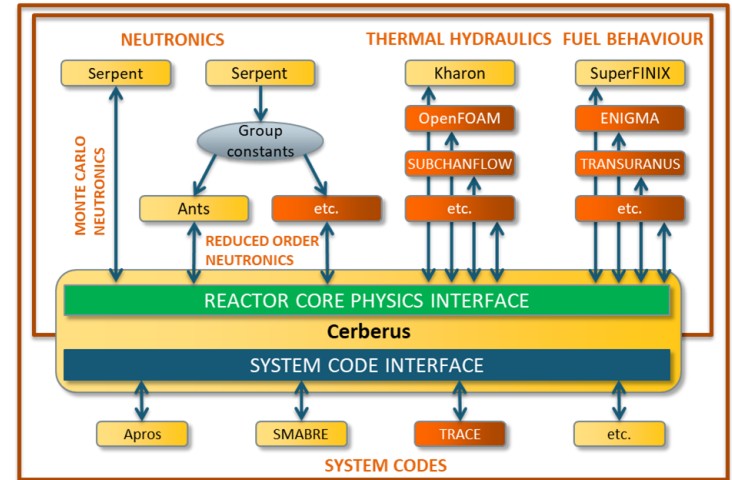 NEUTRONICS
THERMAL HYDRAULICS
FUEL BEHAVIOUR
Serpent
Serpent
Kharon
SuperFINIX
OpenFOAM
ENIGMA
Group
constants
SUBCHANFLOW
TRANSURANUS
MONTE CARLO
NEUTRONICS
Ants
etc.
etc.
etc.
REDUCED ORDER
NEUTRONICS
REACTOR CORE PHYSICS INTERFACE
Cerberus
SYSTEM CODE INTERFACE
Apros
SMABRE
TRACE
etc.
SYSTEM CODES